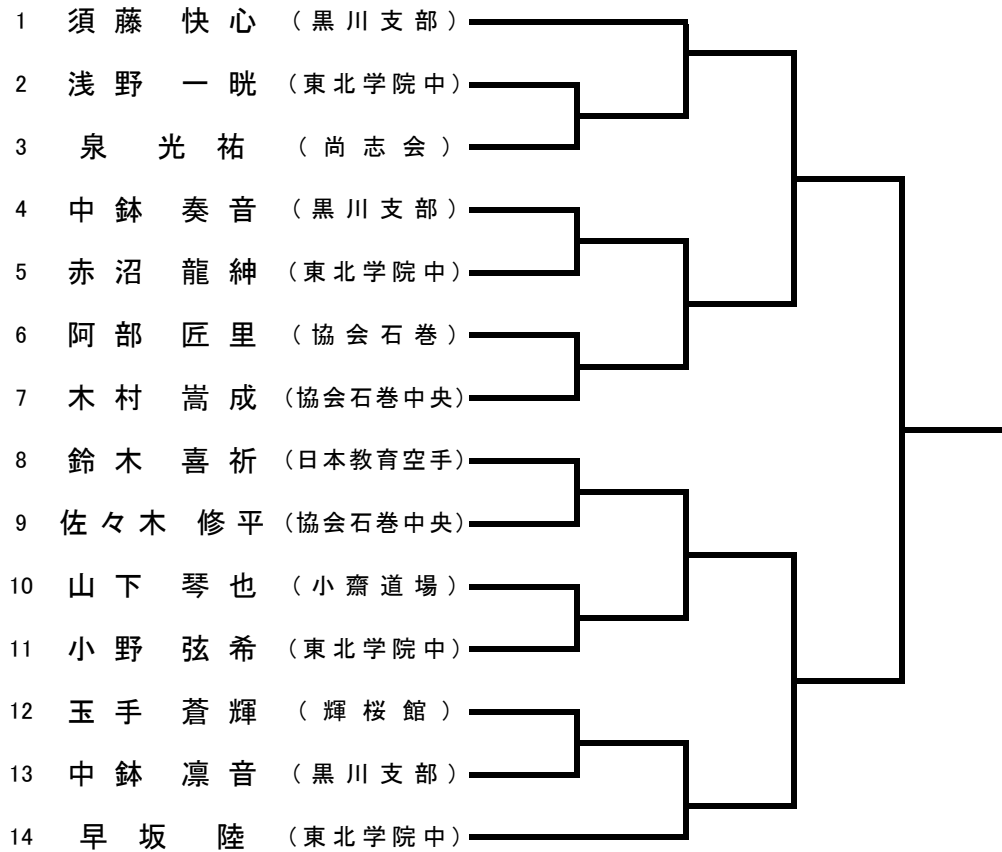 1 須藤 快心 (黒川支部)
2 浅野 一晄 (東北学院中)
3 泉 光祐 (尚志会)
4 中鉢 奏音 (黒川支部)
5 赤沼 龍紳 (東北学院中)
6 阿部 匠里 (協会石巻)
7 木村 嵩成 (協会石巻中央)
8 鈴木 喜祈 (日本教育空手)
9 佐々木 修平 (協会石巻中央)
10 山下 琴也 (小齋道場)
11 小野 弦希 (東北学院中)
12 玉手 蒼輝 (輝桜館)
13 中鉢 凛音 (黒川支部)
14 早坂 陸 (東北学院中)